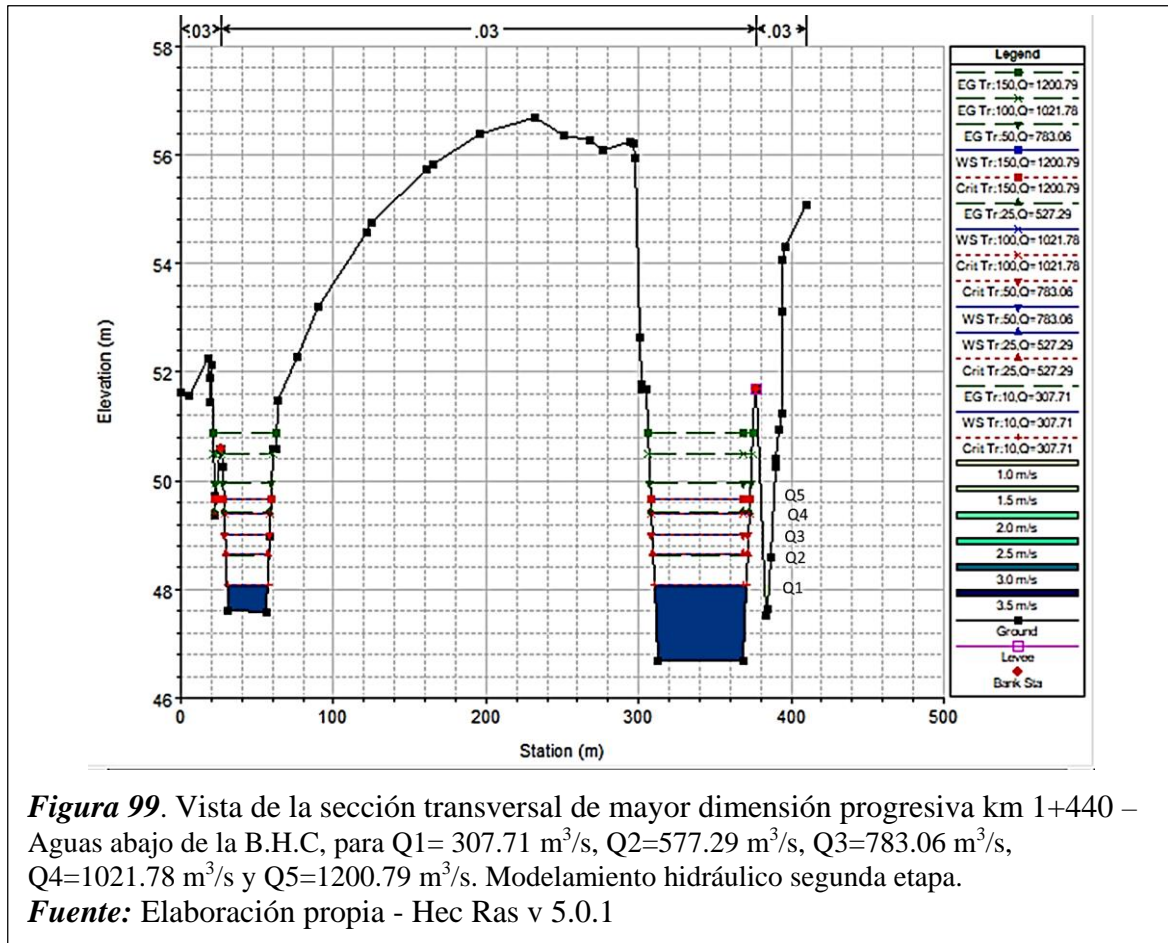 .03
.03
.03
58
56
54
52
50
48
46
Elevation (m)
0
100
200
300
400
500
Station (m)
Q5
Q4
Q3
Q2
Q1
Legend
EG Tr:150,Q=1200.79
EG Tr:100,Q=1021.78
EG Tr:50,Q=783.06
WS Tr:150,Q=1200.79
Crit Tr:150,Q=1200.79
EG Tr:25,Q=527.29
WS Tr:100,Q=1021.78
Crit Tr:100,Q=1021.78
Crit Tr:50,Q=783.06
WS Tr:50,Q=783.06
WS Tr:25,Q=527.29
Crit Tr:25,Q=527.29
EG Tr:10,Q=307.71
WS Tr:10,Q=307.71
Crit Tr:10,Q=307.71
1.0 m/s
1.5 m/s
2.0 m/s
2.5 m/s
3.0 m/s
3.5 m/s
Ground
Levee
Bank Sta
Figura 99. Vista de la sección transversal de mayor dimensión progresiva km 1+440 –
Aguas abajo de la B.H.C, para Q1= 307.71 m³/s, Q2=577.29 m³/s, Q3=783.06 m³/s,
Q4=1021.78 m³/s y Q5=1200.79 m³/s. Modelamiento hidráulico segunda etapa.
Fuente: Elaboración propia - Hec Ras v 5.0.1